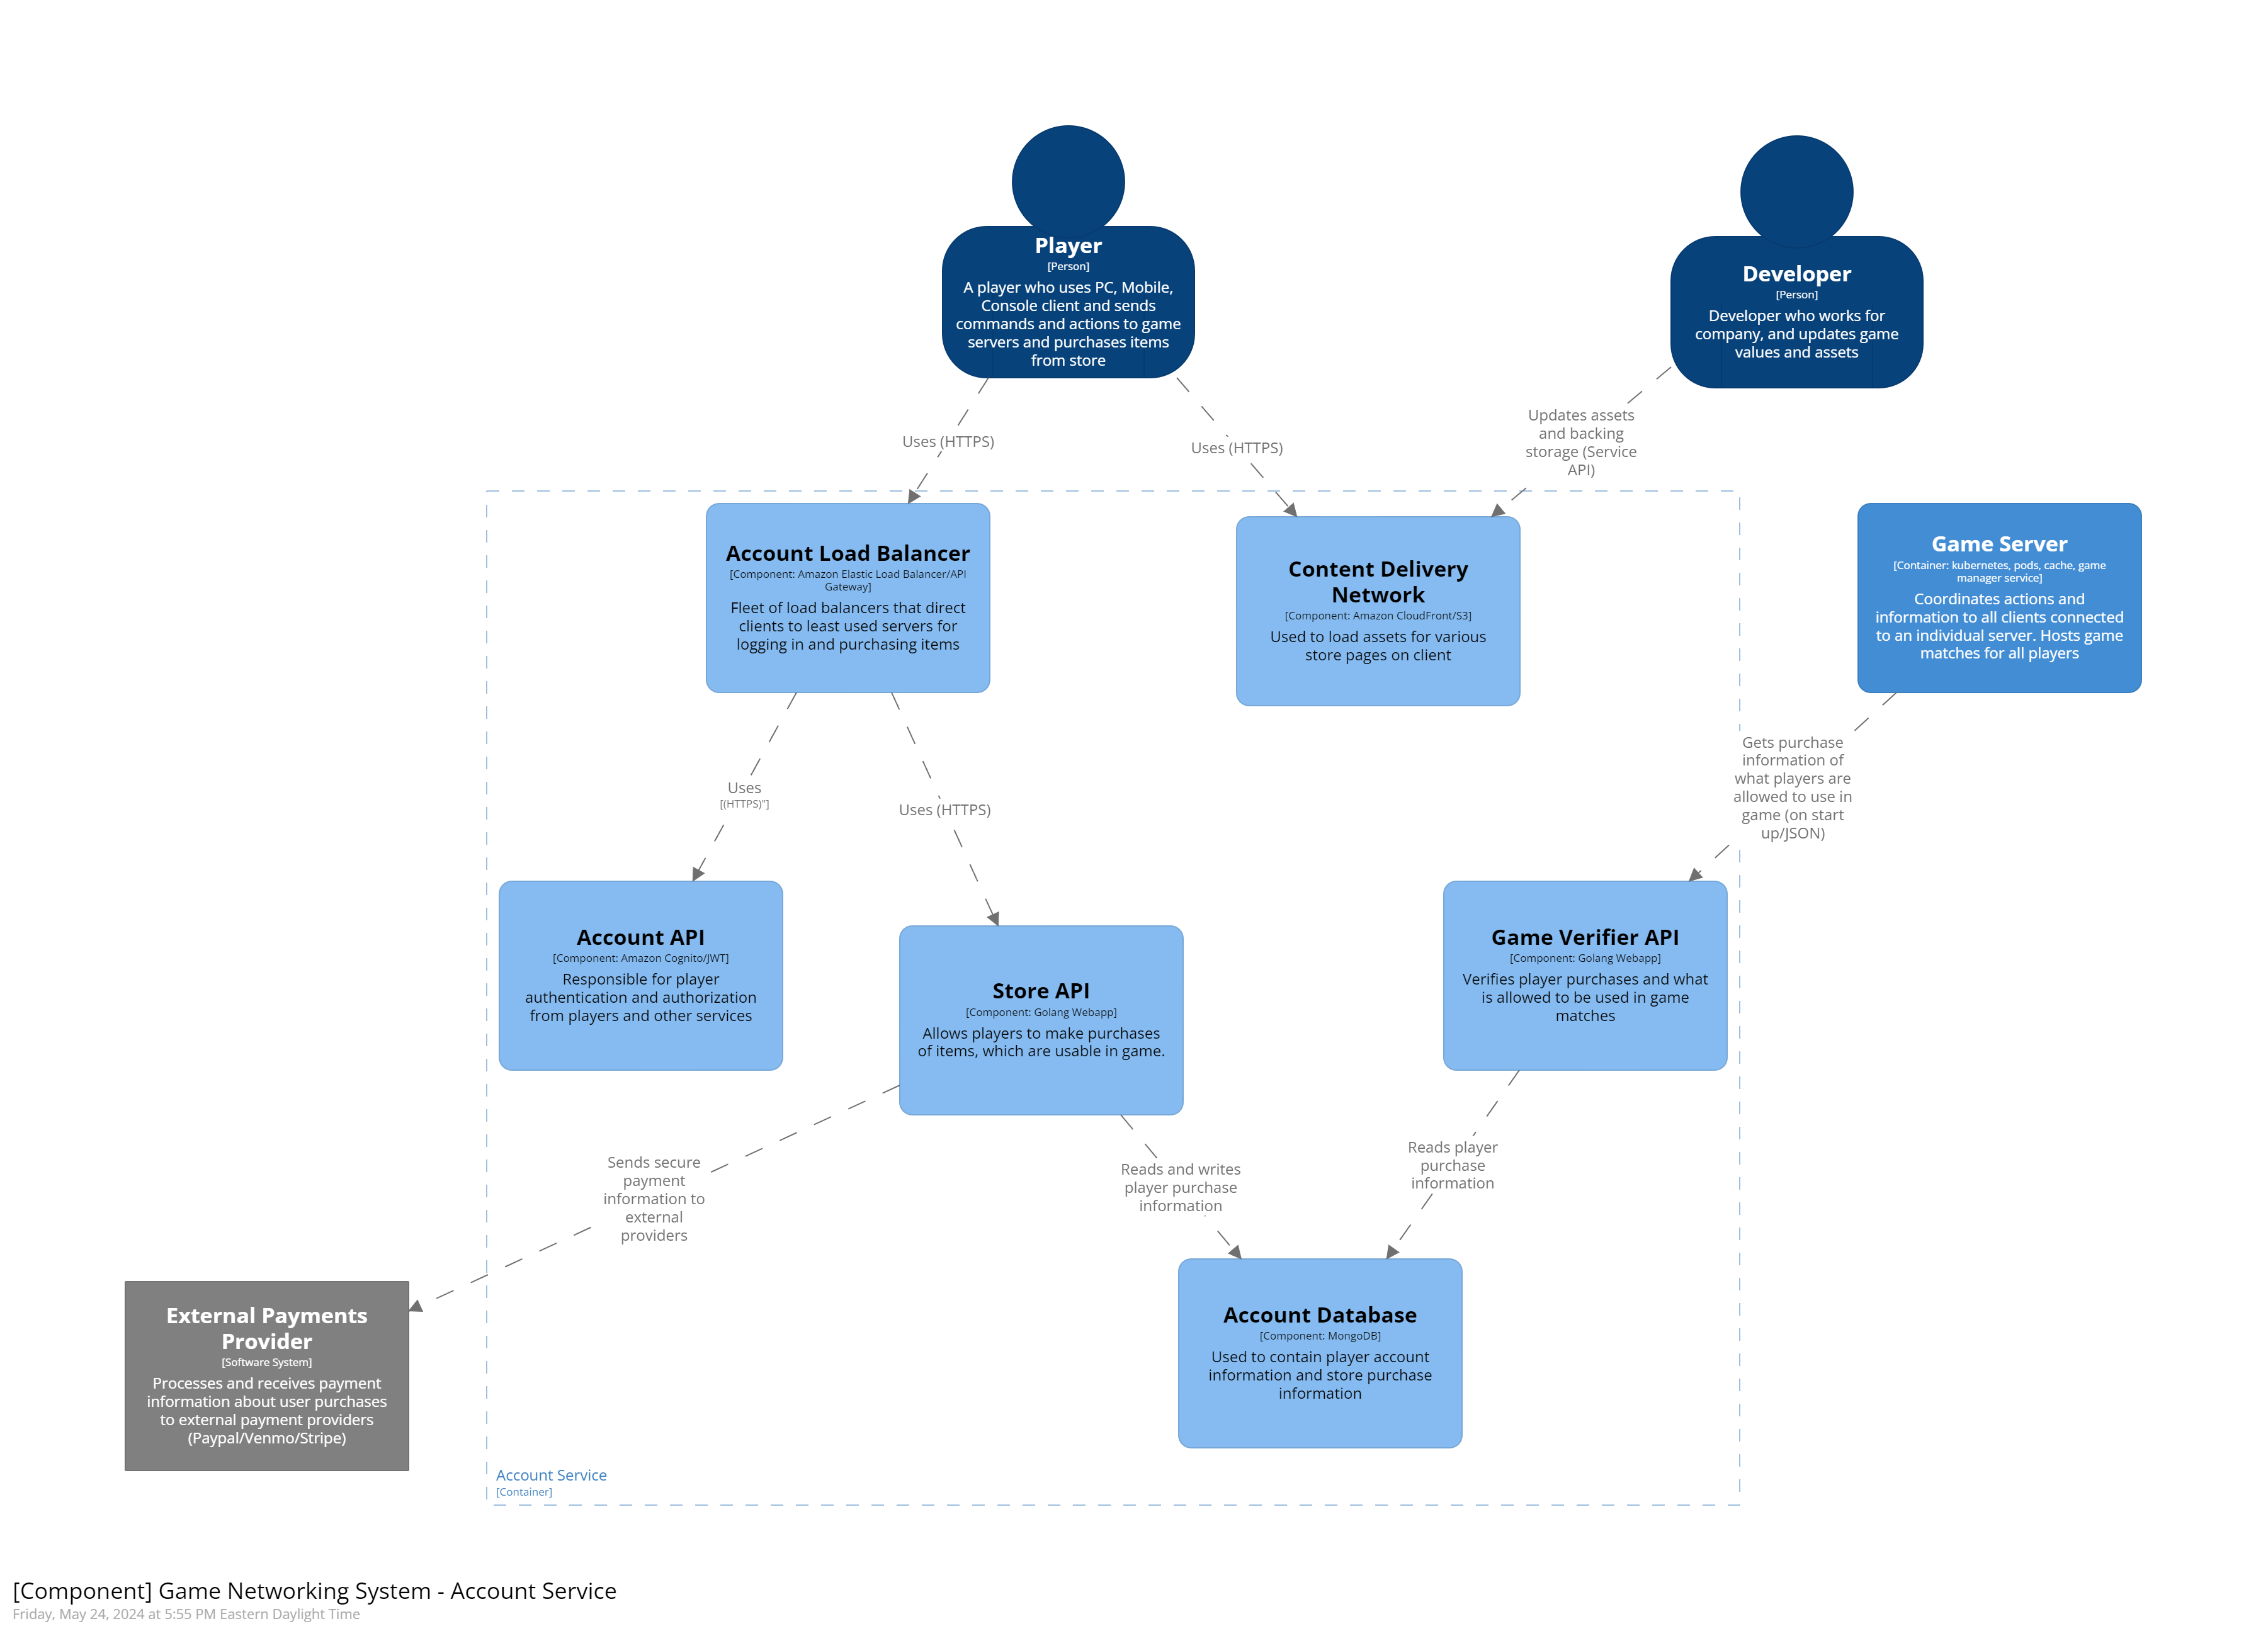 Player
[Person]
A player who uses PC, Mobile,
Console client and sends
commands and actions to game
servers and purchases items
from store
Developer
[Person]
Developer who works for
company, and updates game
values and assets
Uses (HTTPS)
Uses (HTTPS)
Updates assets
and backing
storage (Service
API)
Account Load Balancer
[Component: Amazon Elastic Load Balancer/API
Gateway]
Fleet of load balancers that direct
clients to least used servers for
logging in and purchasing items
Content Delivery
Network
[Component: Amazon CloudFront/S3]
Used to load assets for various
store pages on client
Game Server
[Container: kubernetes, pods, cache, game
manager service]
Coordinates actions and
information to all clients connected
to an individual server. Hosts game
matches for all players
Uses
[(HTTPS)"]
Uses (HTTPS)
Gets purchase
information of
what players are
allowed to use in
game (on start
up/JSON)
Account API
[Component: Amazon Cognito/JWT]
Responsible for player
authentication and authorization
from players and other services
Store API
[Component: Golang Webapp]
Allows players to make purchases
of items, which are usable in game.
Game Verifier API
[Component: Golang Webapp]
Verifies player purchases and what
is allowed to be used in game
matches
Sends secure
payment
information to
external
providers
Reads and writes
player purchase
information
Reads player
purchase
information
External Payments
Provider
[Software System]
Processes and receives payment
information about user purchases
to external payment providers
(Paypal/Venmo/Stripe)
Account Database
[Component: MongoDB]
Used to contain player account
information and store purchase
information
Account Service
[Container]
[Component] Game Networking System - Account Service
Friday, May 24, 2024 at 5:55 PM Eastern Daylight Time